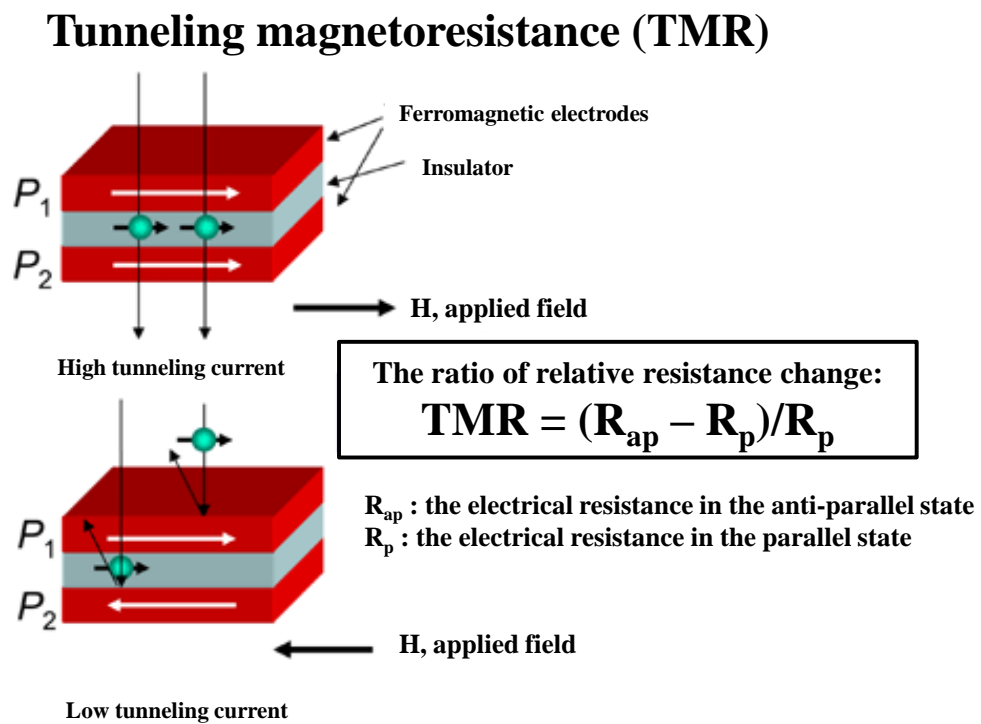 Tunneling magnetoresistance (TMR)
Ferromagnetic electrodes
Insulator
P1
P2
H, applied field
High tunneling current
The ratio of relative resistance change:
TMR = (Rap – Rp)/Rp
Rap : the electrical resistance in the anti-parallel state
Rp : the electrical resistance in the parallel state
P1
P2
H, applied field
Low tunneling current